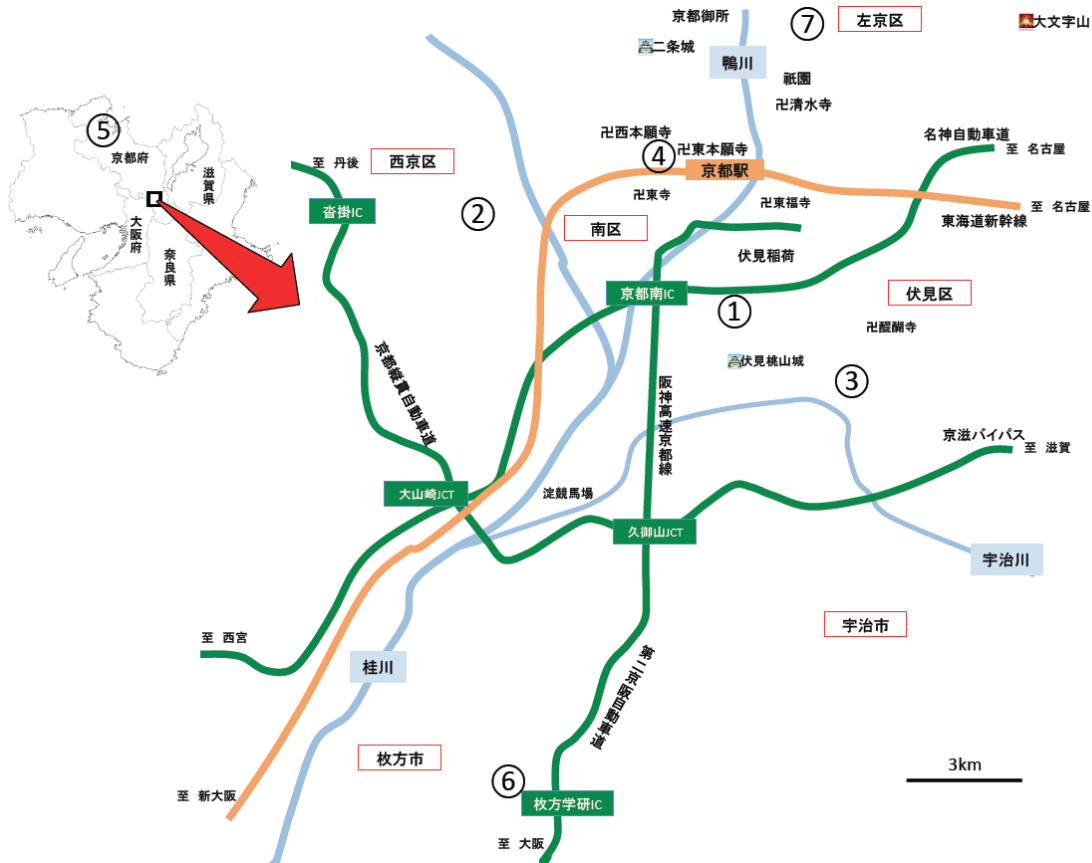 京都御所
⑦
左京区
大文字山
二条城
鴨川
祇園
卍清水寺
⑤
京都府
滋賀県
大阪府
奈良県
至 丹後
西京区
卍西本願寺
卍東本願寺
名神自動車道
至 名古屋
④
京都駅
沓掛IC
②
卍東寺
卍東福寺
至 名古屋
東海道新幹線
南区
伏見稲荷
京都南IC
①
伏見区
卍醍醐寺
伏見桃山城
③
京都縦貫自動車道
阪神高速京都線
京滋バイパス
至 滋賀
大山崎JCT
淀競馬場
久御山JCT
宇治川
宇治市
至 西宮
桂川
第二京阪自動車道
枚方市
3km
⑥
至 新大阪
枚方学研IC
至 大阪